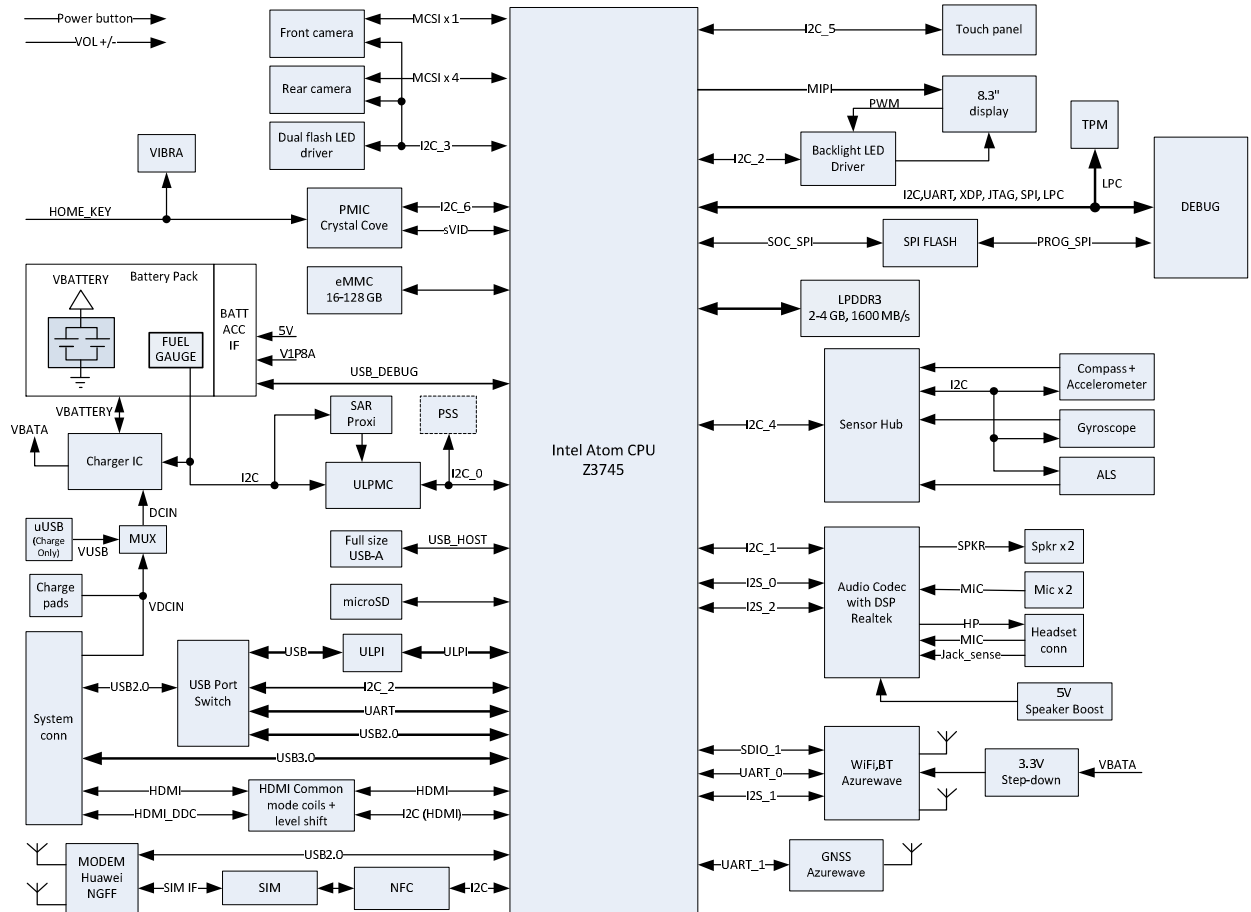 Power button
VOL +/-
Front camera
MCSI x 1
Rear camera
MCSI x 4
Dual flash LED
driver
I2C_3
VIBRA
HOME_KEY
PMIC
Crystal Cove
I2C_6
sVID
eMMC
16-128 GB
VBATTERY
Battery Pack
FUEL
GAUGE
BATT
ACC
IF
5V
V1P8A
USB_DEBUG
VBATTERY
VBATA
Charger IC
I2C
SAR
Proxi
PSS
ULPMC
I2C_0
DCIN
uUSB
(Charge
Only)
VUSB
MUX
Charge
pads
VDCIN
Full size
USB-A
USB_HOST
microSD
System
conn
USB2.0
USB Port
Switch
USB
ULPI
ULPI
I2C_2
UART
USB2.0
USB3.0
HDMI
HDMI_DDC
HDMI Common
mode coils +
level shift
HDMI
I2C (HDMI)
MODEM
Huawei
NGFF
USB2.0
SIM IF
SIM
NFC
I2C
Intel Atom CPU
Z3745
I2C_5
Touch panel
MIPI
8.3"
display
PWM
I2C_2
Backlight LED
Driver
TPM
LPC
I2C,UART, XDP, JTAG, SPI, LPC
DEBUG
SOC_SPI
SPI FLASH
PROG_SPI
LPDDR3
2-4 GB, 1600 MB/s
I2C_4
Sensor Hub
I2C
Compass +
Accelerometer
Gyroscope
ALS
I2C_1
I2S_0
I2S_2
Audio Codec
with DSP
Realtek
SPKR
Spkr x 2
MIC
Mic x 2
HP
MIC
Jack_sense
Headset
conn
5V
Speaker Boost
SDIO_1
UART_0
I2S_1
WiFi,BT
Azurewave
3.3V
Step-down
VBATA
UART_1
GNSS
Azurewave